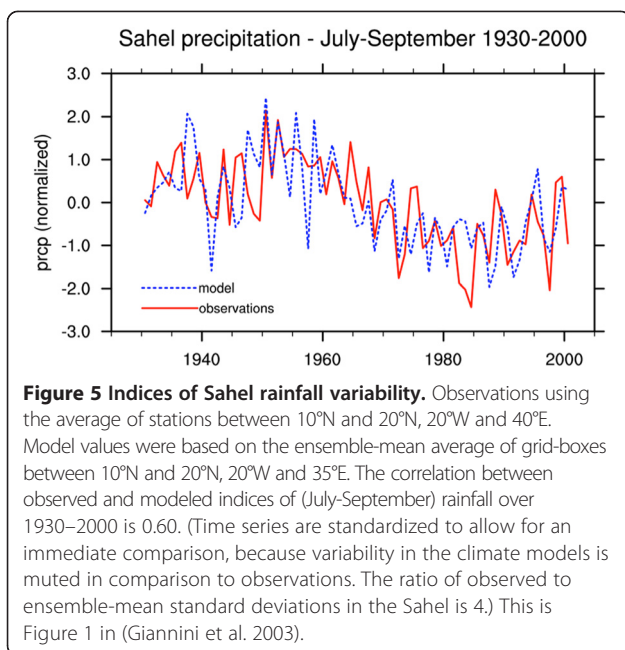 Sahel precipitation - July-September 1930-2000
3.0
2.0
1.0
0.0
-1.0
-2.0
-3.0
prcp (normalized)
model
observations
1940 1960 1980 2000
Figure 5 Indices of Sahel rainfall variability. Observations using
the average of stations between 10°N and 20°N, 20°W and 40°E.
Model values were based on the ensemble-mean average of grid-boxes
between 10°N and 20°N, 20°W and 35°E. The correlation between
observed and modeled indices of (July-September) rainfall over
1930–2000 is 0.60. (Time series are standardized to allow for an
immediate comparison, because variability in the climate models is
muted in comparison to observations. The ratio of observed to
ensemble-mean standard deviations in the Sahel is 4.) This is
Figure 1 in (Giannini et al. 2003).